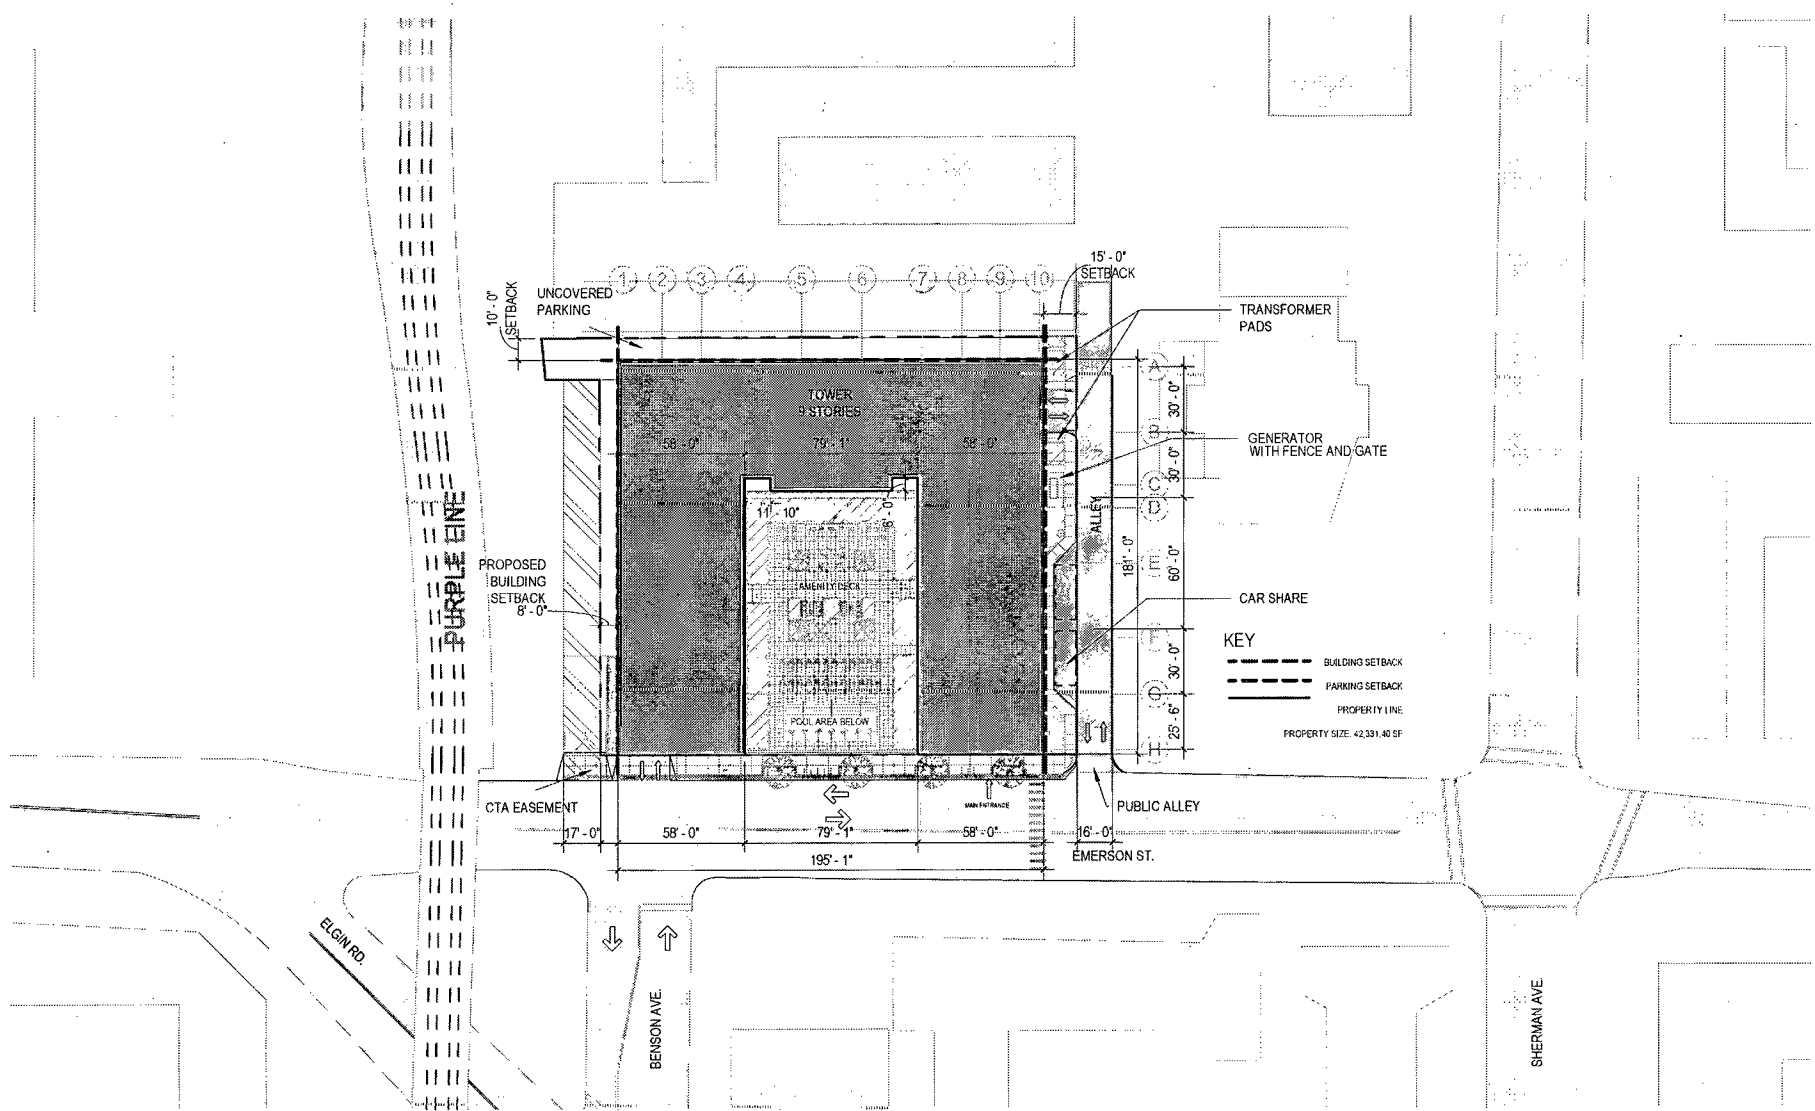 15' - 0"
SETBACK
1
2
3
4
5
6
7
8
9
10
UNCOVERED
PARKING
10' - 0"
SETBACK
TRANSFORMER
PADS
TOWER
9 STORIES
58' - 0"
79' - 1"
58' - 0"
A
30' - 0"
B
GENERATOR
WITH FENCE AND GATE
30' - 0"
C
D
11' - 10"
6' - 0"
ALLEY
PURPLE LINE
181' - 0"
E
60' - 0"
PROPOSED
BUILDING
SETBACK
8' - 0"
AMENITY DECK
CAR SHARE
F
30' - 0"
G
25' - 6"
H
KEY
BUILDING SETBACK
PARKING SETBACK
PROPERTY LINE
PROPERTY SIZE: 42,331.40 SF
POOL AREA BELOW
CTA EASEMENT
MAIN ENTRANCE
PUBLIC ALLEY
17' - 0"
58' - 0"
79' - 1"
58' - 0"
16' - 0"
195' - 1"
EMERSON ST.
ELGIN RD.
BENSON AVE.
SHERMAN AVE.